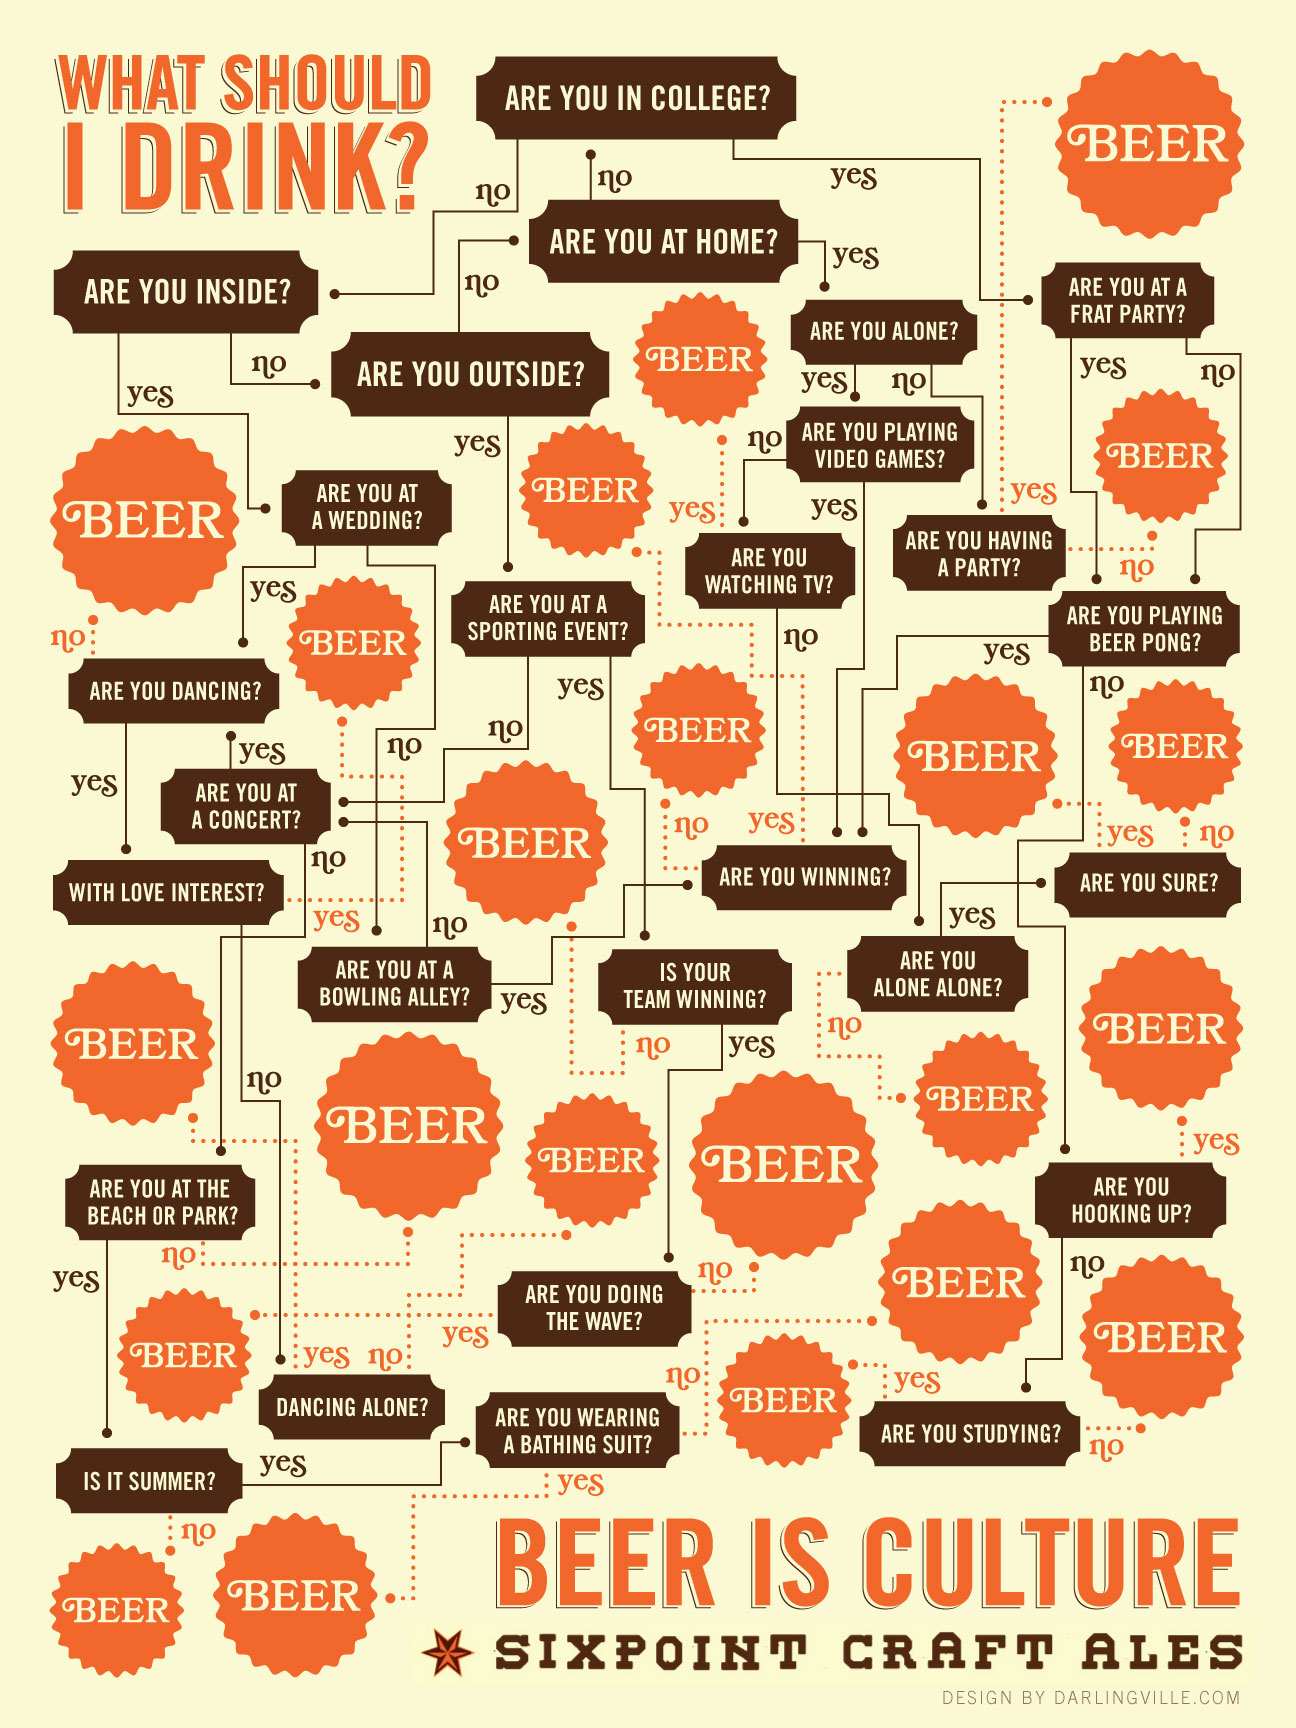 WHAT SHOULD
I DRINK?
ARE YOU IN COLLEGE?
BEER
no
no
yes
ARE YOU AT HOME?
yes
ARE YOU INSIDE?
no
ARE YOU AT A
FRAT PARTY?
BEER
ARE YOU ALONE?
no
yes
ARE YOU OUTSIDE?
yes
no
yes
no
yes
BEER
ARE YOU PLAYING
VIDEO GAMES?
no
yes
BEER
yes
BEER
ARE YOU AT
A WEDDING?
yes
yes
no
ARE YOU HAVING
A PARTY?
ARE YOU
WATCHING TV?
yes
BEER
ARE YOU AT A
SPORTING EVENT?
ARE YOU PLAYING
BEER PONG?
no
no
yes
ARE YOU DANCING?
yes
no
BEER
BEER
BEER
no
no
yes
yes
ARE YOU AT
A CONCERT?
BEER
no
yes
yes
no
no
WITH LOVE INTEREST?
ARE YOU WINNING?
ARE YOU SURE?
yes
no
yes
ARE YOU AT A
BOWLING ALLEY?
yes
IS YOUR
TEAM WINNING?
ARE YOU
ALONE ALONE?
BEER
no
no
yes
BEER
no
BEER
BEER
BEER
BEER
yes
ARE YOU AT THE
BEACH OR PARK?
ARE YOU
HOOKING UP?
no
yes
no
no
BEER
ARE YOU DOING
THE WAVE?
yes
BEER
yes
no
BEER
no
BEER
yes
DANCING ALONE?
ARE YOU WEARING
A BATHING SUIT?
ARE YOU STUDYING?
no
IS IT SUMMER?
yes
yes
no
BEER
BEER
BEER IS CULTURE
SIXPOINT CRAFT ALES
DESIGN BY DARLINGVILLE.COM